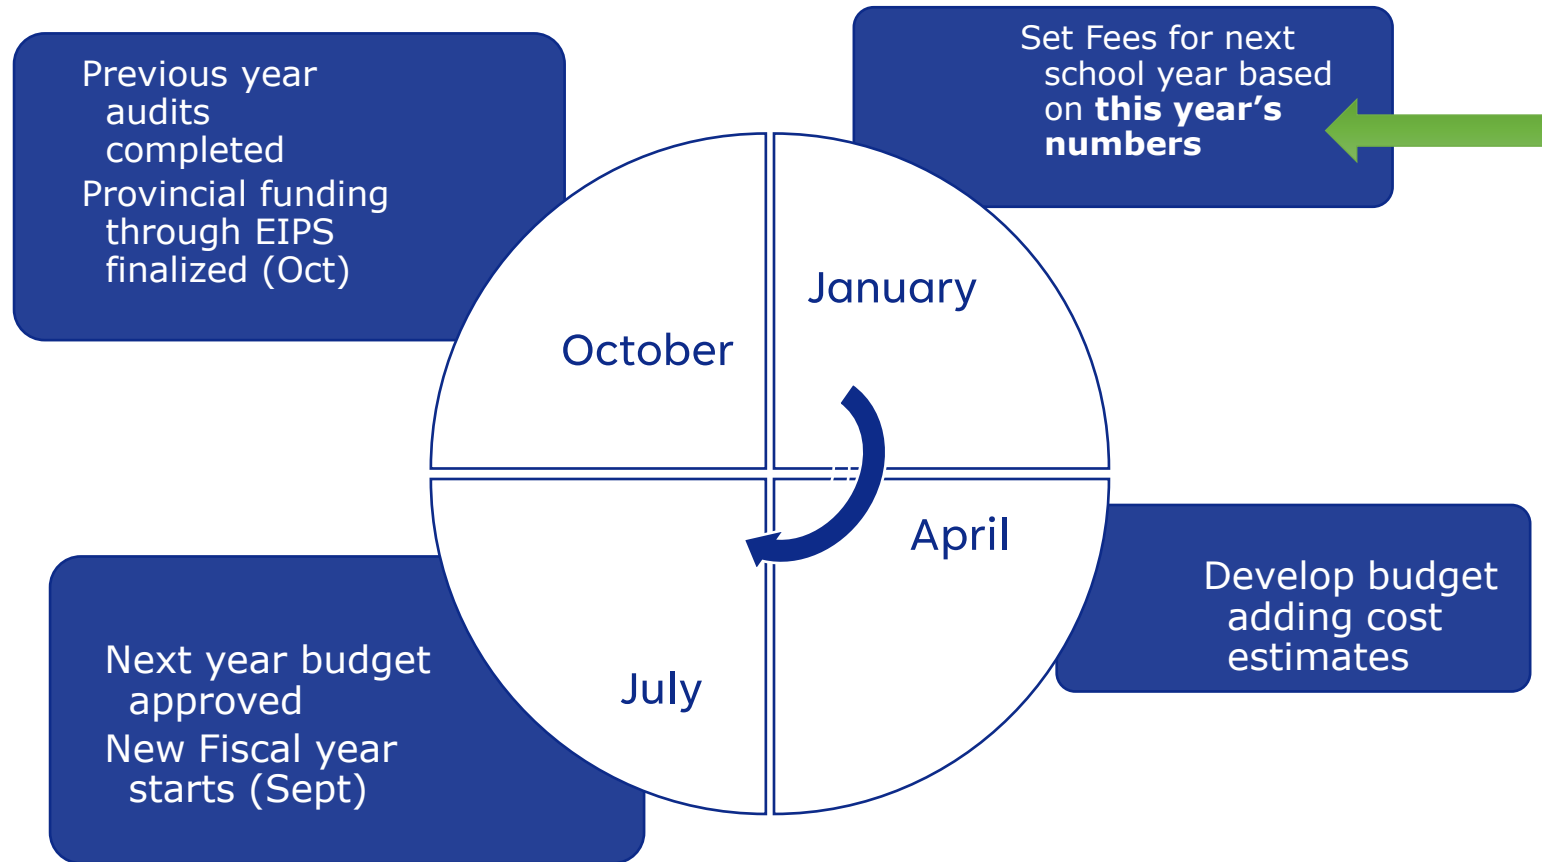 Previous year
audits
completed
Provincial funding
through EIPS
finalized (Oct)
Set Fees for next
school year based
on this year’s
numbers
October
January
July
April
Next year budget
approved
New Fiscal year
starts (Sept)
Develop budget
adding cost
estimates